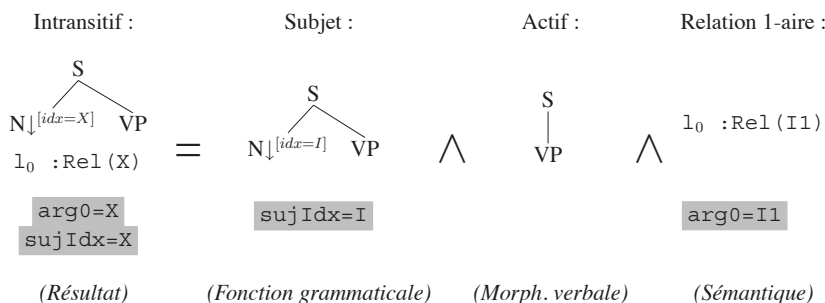 Intransitif : Subjet : Actif : Relation 1-aire :
S S S
N↓[idx=X] VP N↓[idx=I] VP VP
l₀ :Rel(X) = ∧ ∧ l₀ :Rel(I1)
arg0=X sujIdx=I arg0=I1
sujIdx=X
(Résultat) (Fonction grammaticale) (Morph. verbale) (Sémantique)